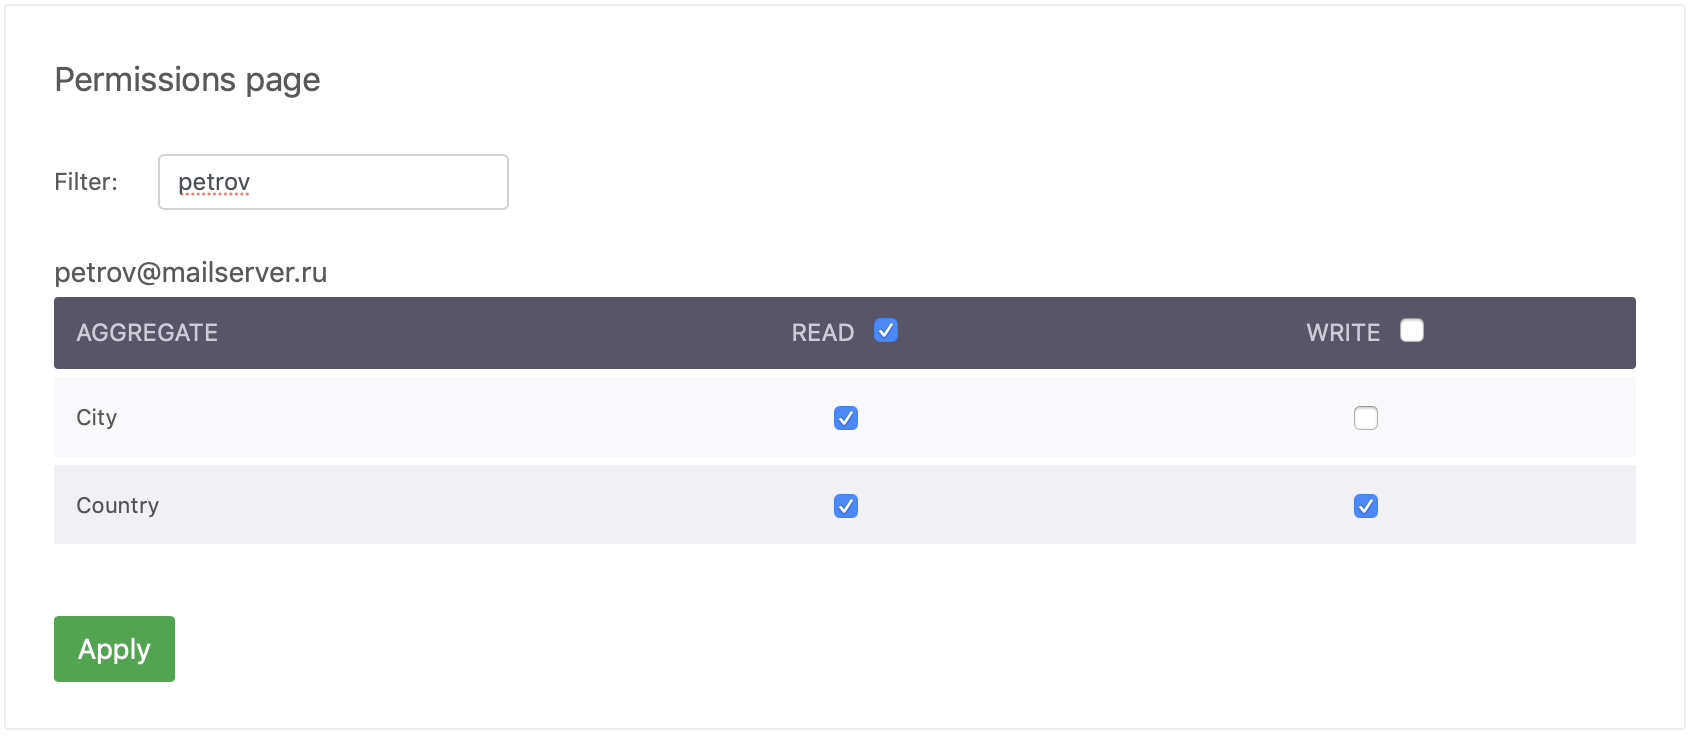 Permissions page
Filter: petrov
petrov@mailserver.ru
AGGREGATE READ WRITE
City
Country
Apply